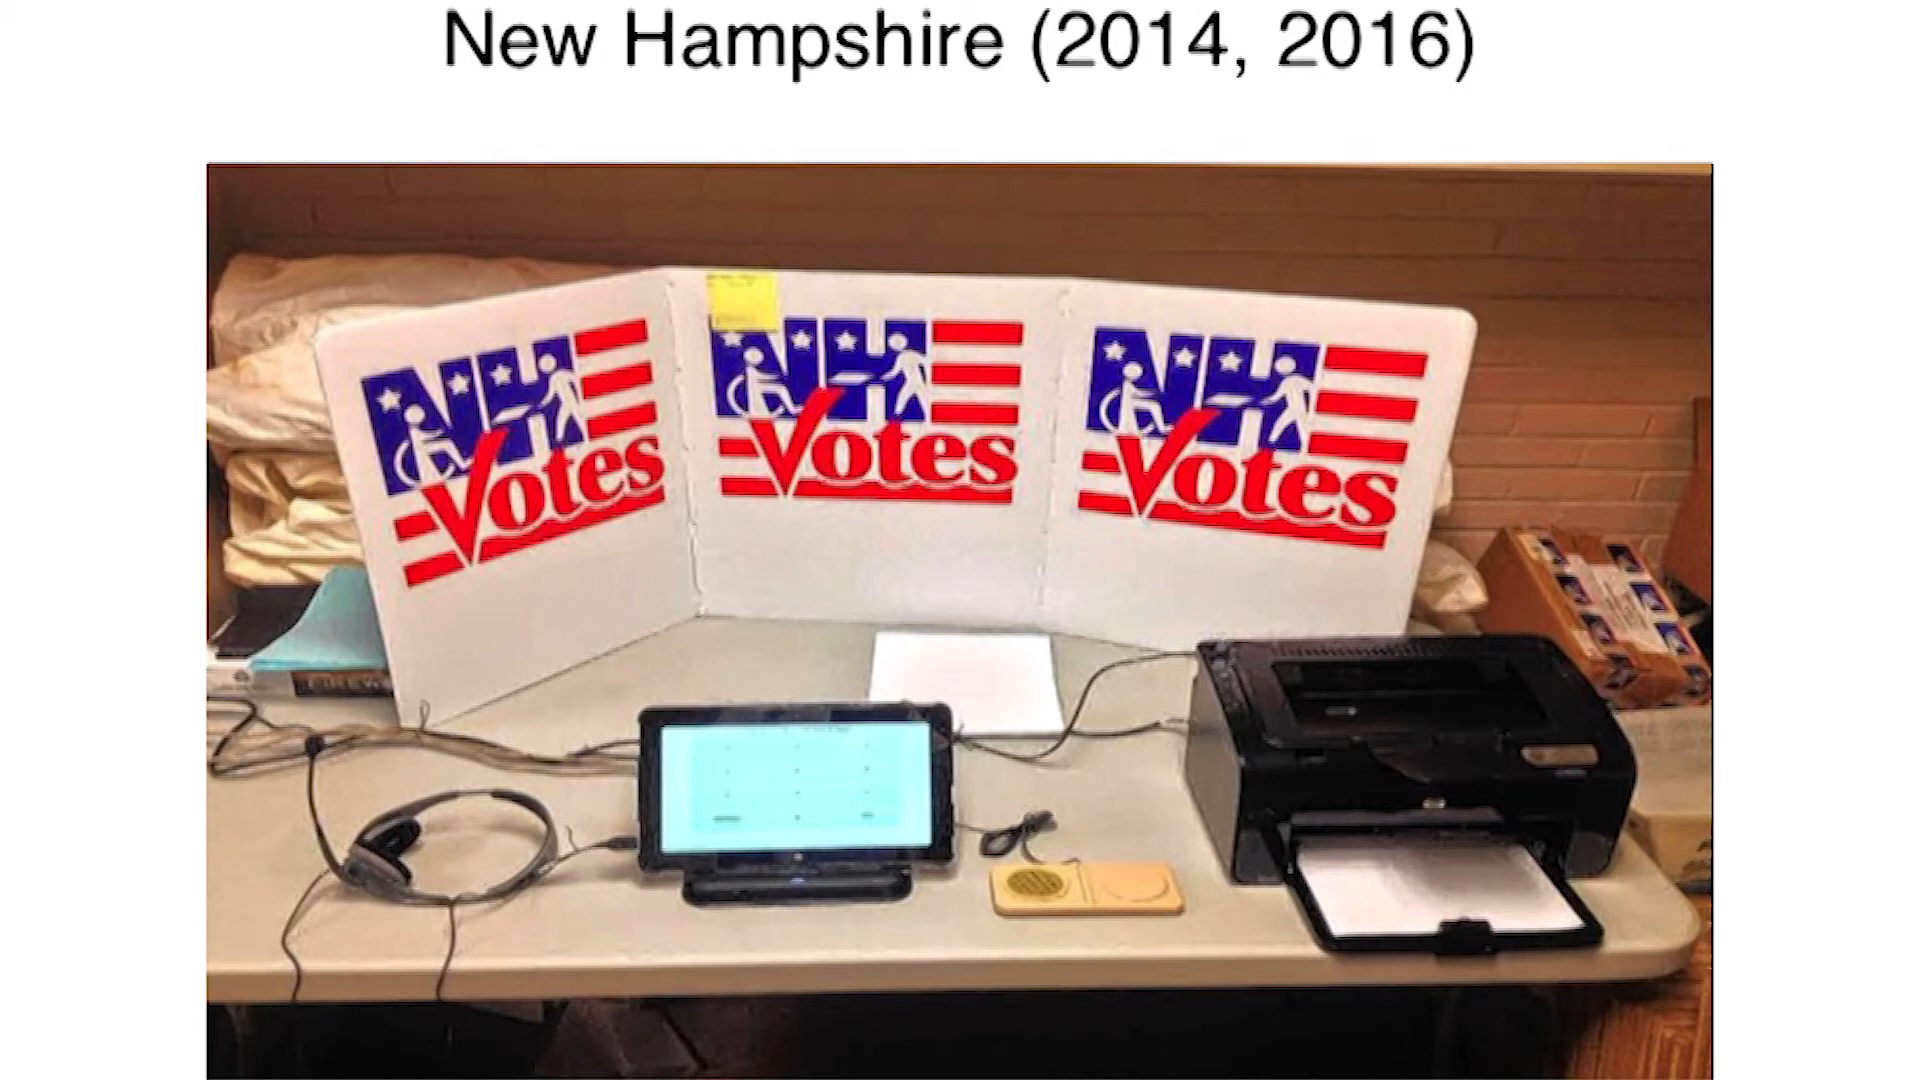 New Hampshire (2014, 2016)
NH
Votes
NH
Votes
NH
Votes